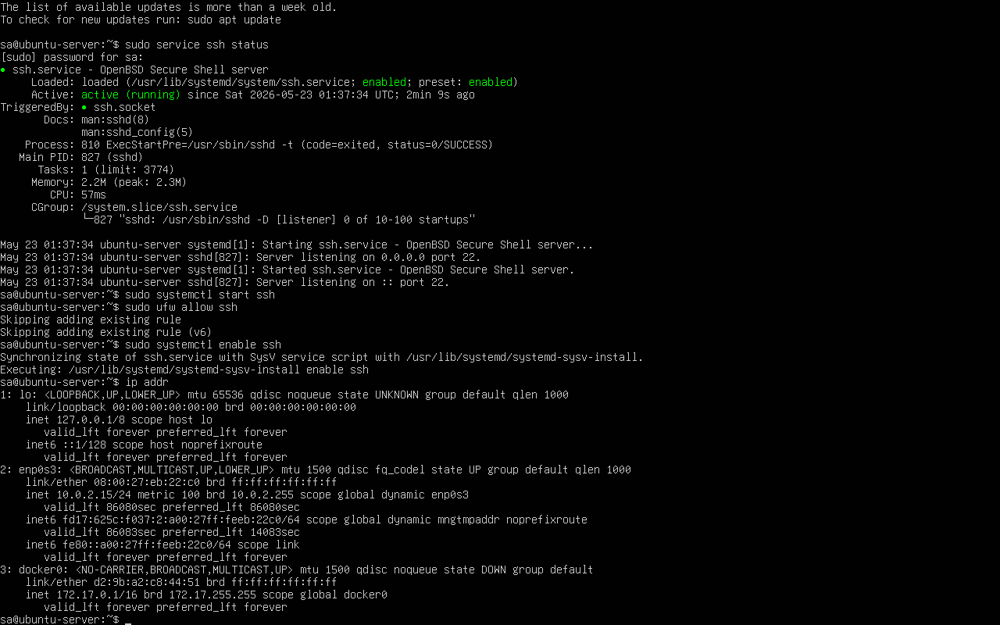 The list of available updates is more than a week old.
To check for new updates run: sudo apt update

sa@ubuntu-server:~$ sudo service ssh status
[sudo] password for sa:
● ssh.service - OpenBSD Secure Shell server
     Loaded: loaded (/usr/lib/systemd/system/ssh.service; enabled; preset: enabled)
     Active: active (running) since Sat 2026-05-23 01:37:34 UTC; 2min 9s ago
TriggeredBy: ● ssh.socket
       Docs: man:sshd(8)
             man:sshd_config(5)
    Process: 810 ExecStartPre=/usr/sbin/sshd -t (code=exited, status=0/SUCCESS)
   Main PID: 827 (sshd)
      Tasks: 1 (limit: 3774)
     Memory: 2.2M (peak: 2.3M)
        CPU: 57ms
     CGroup: /system.slice/ssh.service
             └─827 "sshd: /usr/sbin/sshd -D [listener] 0 of 10-100 startups"

May 23 01:37:34 ubuntu-server systemd[1]: Starting ssh.service - OpenBSD Secure Shell server...
May 23 01:37:34 ubuntu-server sshd[827]: Server listening on 0.0.0.0 port 22.
May 23 01:37:34 ubuntu-server systemd[1]: Started ssh.service - OpenBSD Secure Shell server.
May 23 01:37:34 ubuntu-server sshd[827]: Server listening on :: port 22.
sa@ubuntu-server:~$ sudo systemctl start ssh
sa@ubuntu-server:~$ sudo ufw allow ssh
Skipping adding existing rule
Skipping adding existing rule (v6)
sa@ubuntu-server:~$ sudo systemctl enable ssh
Synchronizing state of ssh.service with SysV service script with /usr/lib/systemd/systemd-sysv-install.
Executing: /usr/lib/systemd/systemd-sysv-install enable ssh
sa@ubuntu-server:~$ ip addr
1: lo: <LOOPBACK,UP,LOWER_UP> mtu 65536 qdisc noqueue state UNKNOWN group default qlen 1000
    link/loopback 00:00:00:00:00:00 brd 00:00:00:00:00:00
    inet 127.0.0.1/8 scope host lo
       valid_lft forever preferred_lft forever
    inet6 ::1/128 scope host noprefixroute
       valid_lft forever preferred_lft forever
2: enp0s3: <BROADCAST,MULTICAST,UP,LOWER_UP> mtu 1500 qdisc fq_codel state UP group default qlen 1000
    link/ether 08:00:27:eb:22:c0 brd ff:ff:ff:ff:ff:ff
    inet 10.0.2.15/24 metric 100 brd 10.0.2.255 scope global dynamic enp0s3
       valid_lft 86080sec preferred_lft 86080sec
    inet6 fd17:625c:f037:2:a00:27ff:feeb:22c0/64 scope global dynamic mngtmpaddr noprefixroute
       valid_lft 86083sec preferred_lft 14083sec
    inet6 fe80::a00:27ff:feeb:22c0/64 scope link
       valid_lft forever preferred_lft forever
3: docker0: <NO-CARRIER,BROADCAST,MULTICAST,UP> mtu 1500 qdisc noqueue state DOWN group default
    link/ether d2:9b:a2:c8:44:51 brd ff:ff:ff:ff:ff:ff
    inet 172.17.0.1/16 brd 172.17.255.255 scope global docker0
       valid_lft forever preferred_lft forever
sa@ubuntu-server:~$ _